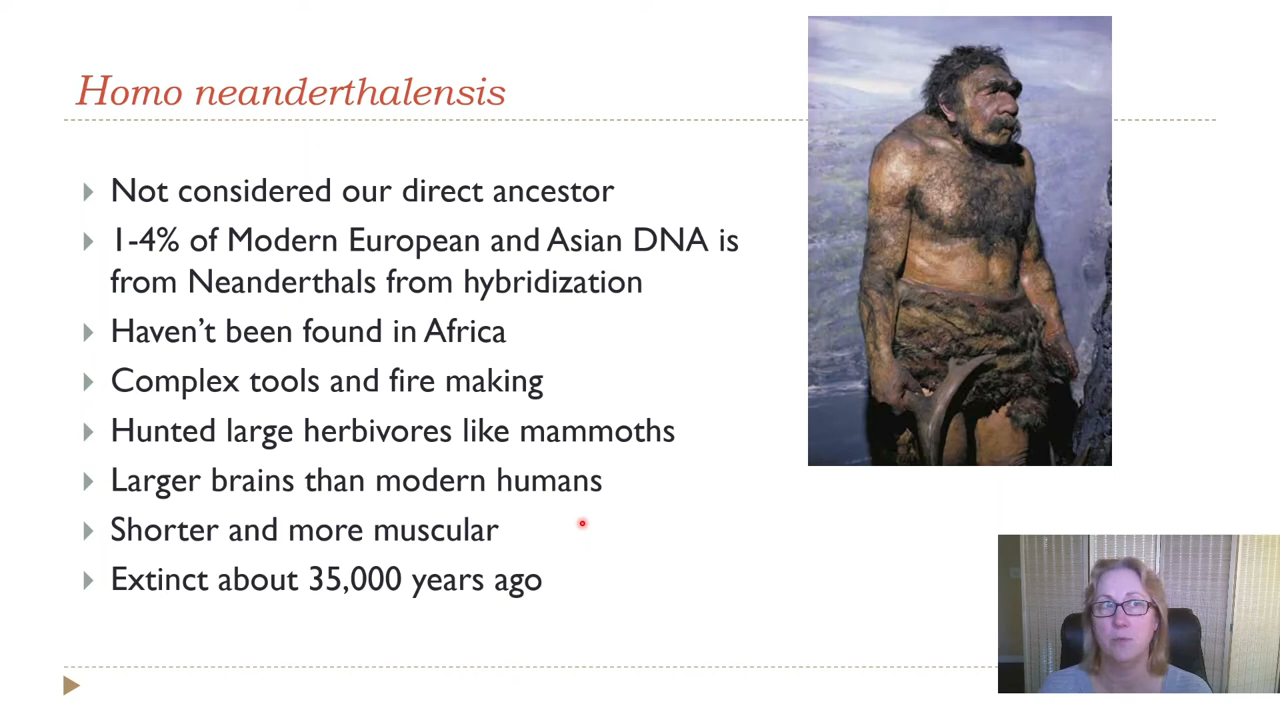 Homo neanderthalensis
Not considered our direct ancestor
1-4% of Modern European and Asian DNA is
from Neanderthals from hybridization
Haven't been found in Africa
Complex tools and fire making
Hunted large herbivores like mammoths
Larger brains than modern humans
Shorter and more muscular
Extinct about 35,000 years ago